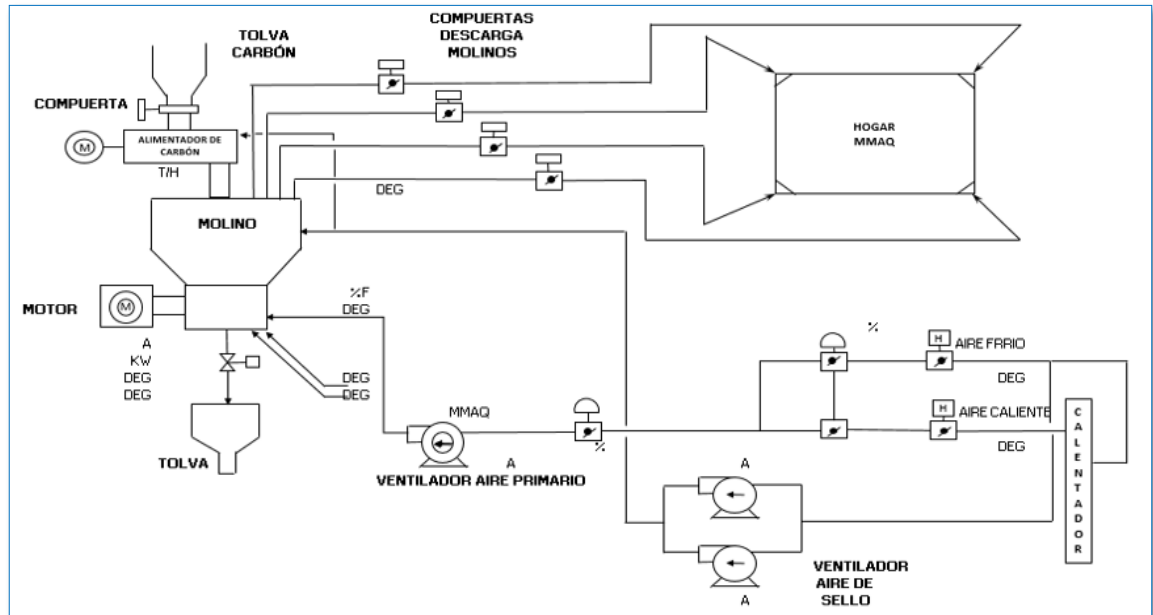 COMPUERTAS
DESCARGA
MOLINOS
TOLVA
CARBÓN
COMPUERTA
M
ALIMENTADOR DE
CARBÓN
T/H
HOGAR
MMAQ
DEG
MOLINO
MOTOR
M
A
KW
DEG
DEG
%F
DEG
DEG
DEG
TOLVA
MMAQ
A
VENTILADOR AIRE PRIMARIO
%
%
H
AIRE FRRIO
DEG
H
AIRE CALIENTE
DEG
CALENTADOR
A
A
VENTILADOR
AIRE DE
SELLO